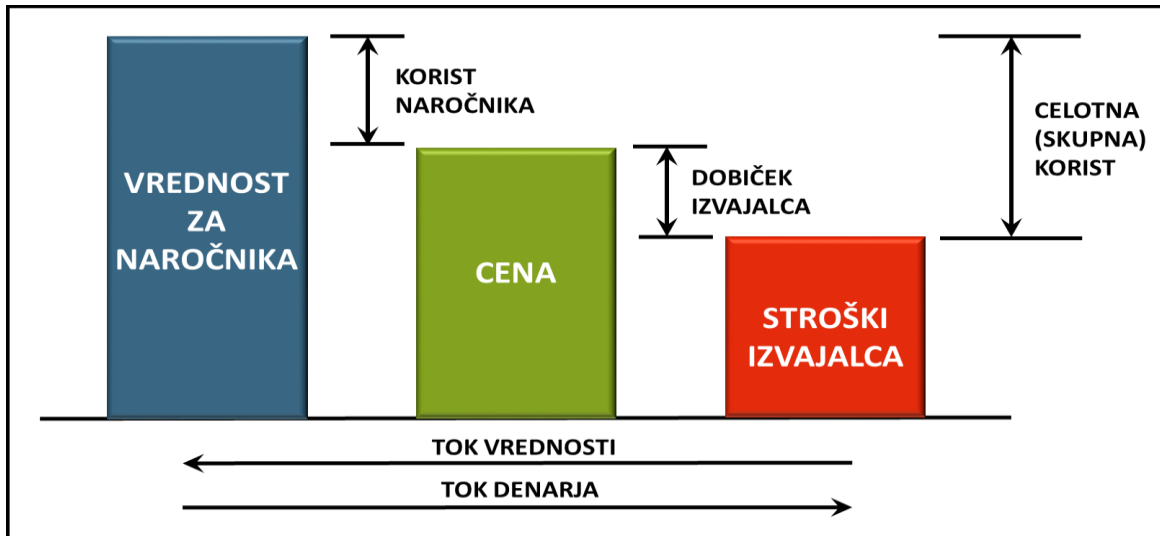 VREDNOST
ZA
NAROČNIKA
KORIST
NAROČNIKA
CENA
DOBIČEK
IZVAJALCA
STROŠKI
IZVAJALCA
CELOTNA
(SKUPNA)
KORIST
TOK VREDNOSTI
TOK DENARJA